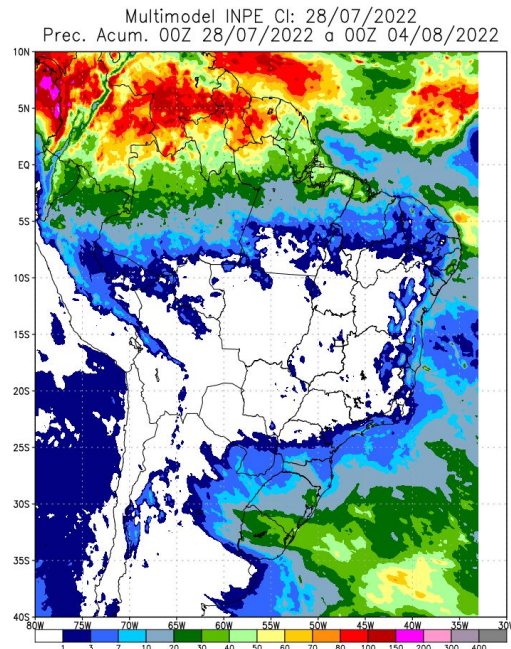 Multimodel INPE CI: 28/07/2022
Prec. Acum. 00Z 28/07/2022 a 00Z 04/08/2022
10N
5N
EQ
5S
10S
15S
20S
25S
30S
35S
40S
80W 75W 70W 65W 60W 55W 50W 45W 40W 35W 30W
1 3 7 10 20 30 40 50 60 70 80 100 150 200 300 400